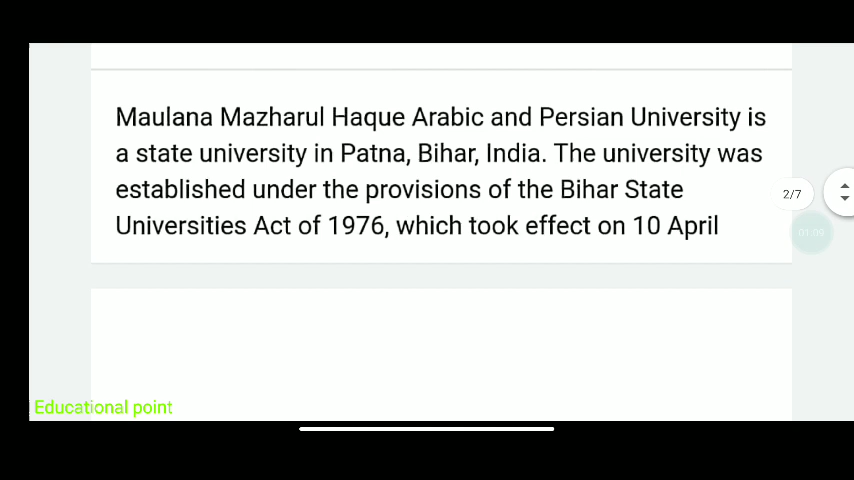 Maulana Mazharul Haque Arabic and Persian University is
a state university in Patna, Bihar, India. The university was
established under the provisions of the Bihar State
Universities Act of 1976, which took effect on 10 April
2/7
01:00
Educational point